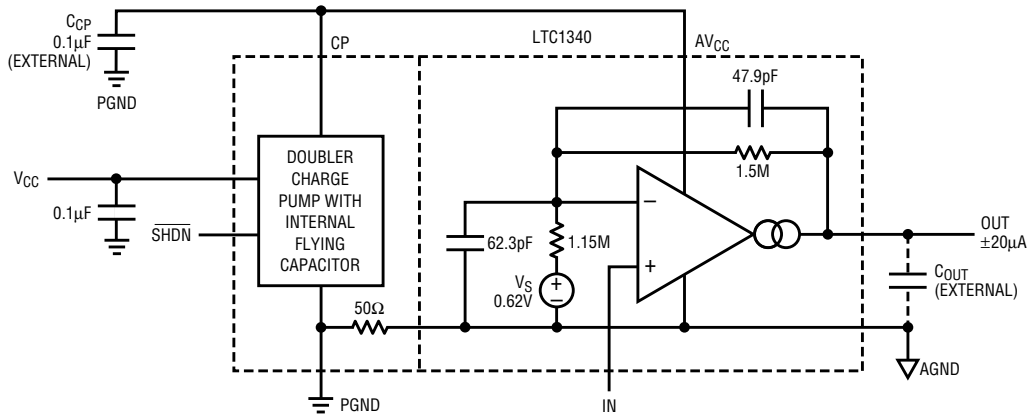 C_CP
0.1µF
(EXTERNAL)
PGND
CP
LTC1340
AV_CC
47.9pF
1.5M
DOUBLER
CHARGE
PUMP WITH
INTERNAL
FLYING
CAPACITOR
V_CC
0.1µF
S̅H̅D̅N̅
62.3pF
1.15M
V_S
0.62V
+
−
−
+
OUT
±20µA
C_OUT
(EXTERNAL)
50Ω
PGND
IN
AGND